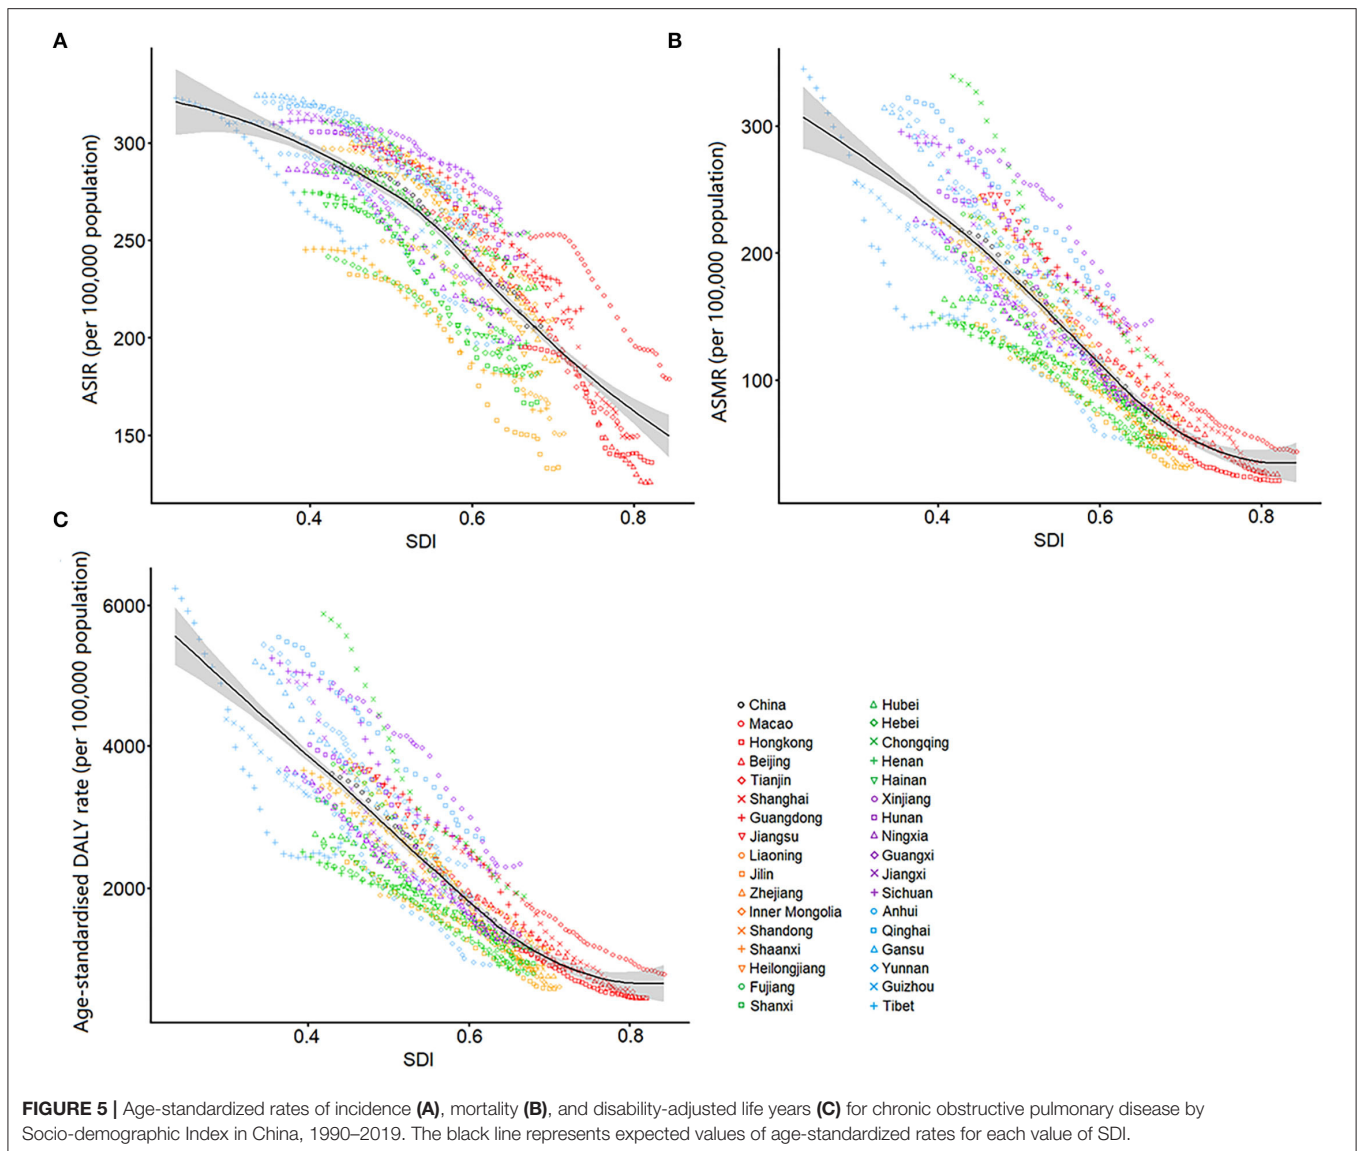 A
ASIR (per 100,000 population)
300
250
200
150
0.4 0.6 0.8
SDI
B
ASMR (per 100,000 population)
300
200
100
0.4 0.6 0.8
SDI
C
Age-standardised DALY rate (per 100,000 population)
6000
4000
2000
0.4 0.6 0.8
SDI
China
Macao
Hongkong
Beijing
Tianjin
Shanghai
Guangdong
Jiangsu
Liaoning
Jilin
Zhejiang
Inner Mongolia
Shandong
Shaanxi
Heilongjiang
Fujiang
Shanxi
Hubei
Hebei
Chongqing
Henan
Hainan
Xinjiang
Hunan
Ningxia
Guangxi
Jiangxi
Sichuan
Anhui
Qinghai
Gansu
Yunnan
Guizhou
Tibet
FIGURE 5 | Age-standardized rates of incidence (A), mortality (B), and disability-adjusted life years (C) for chronic obstructive pulmonary disease by
Socio-demographic Index in China, 1990–2019. The black line represents expected values of age-standardized rates for each value of SDI.